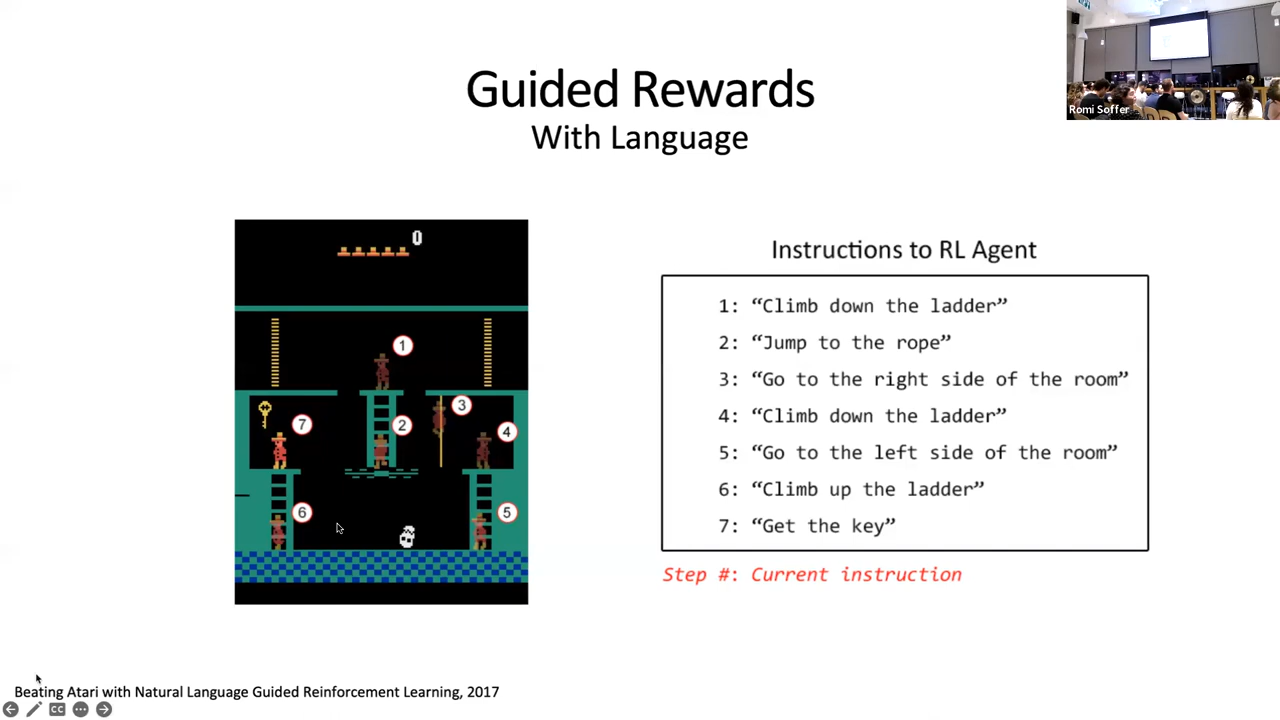 Guided Rewards
With Language
Romi Soffer
0
1
2
3
4
5
6
7
Instructions to RL Agent
1: “Climb down the ladder”
2: “Jump to the rope”
3: “Go to the right side of the room”
4: “Climb down the ladder”
5: “Go to the left side of the room”
6: “Climb up the ladder”
7: “Get the key”
Step #: Current instruction
Beating Atari with Natural Language Guided Reinforcement Learning, 2017
CC